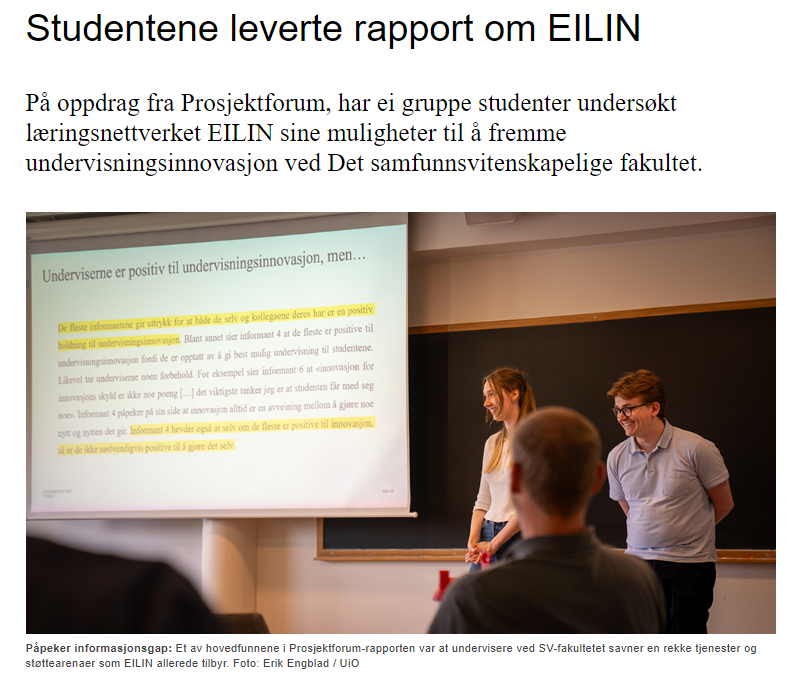 Studentene leverte rapport om EILIN
På oppdrag fra Prosjektforum, har ei gruppe studenter undersøkt
læringsnettverket EILIN sine muligheter til å fremme
undervisningsinnovasjon ved Det samfunnsvitenskapelige fakultet.
Underviserne er positiv til undervisningsinnovasjon, men…
De fleste informantene gir uttrykk for at både de selv og kollegaene deres har er en positiv
holdning til undervisningsinnovasjon. Blant annet sier informant 4 at de fleste er positive til
undervisningsinnovasjon fordi de er opptatt av å gi best mulig undervisning til studentene.
Likevel tar underviserne noen forbehold. For eksempel sier informant 6 at «innovasjon for
innovasjons skyld er ikke noe poeng […] det viktigste tenker jeg er at studenten får med seg
noe». Informant 4 påpeker på sin side at innovasjon alltid er en avveining mellom å gjøre noe
nytt og nytten det gir. Informant 4 hevder også at selv om de fleste er positive til innovasjon,
så er de ikke nødvendigvis positive til å gjøre det selv.
Påpeker informasjonsgap: Et av hovedfunnene i Prosjektforum-rapporten var at undervisere ved SV-fakultetet savner en rekke tjenester og
støttearenaer som EILIN allerede tilbyr. Foto: Erik Engblad / UiO